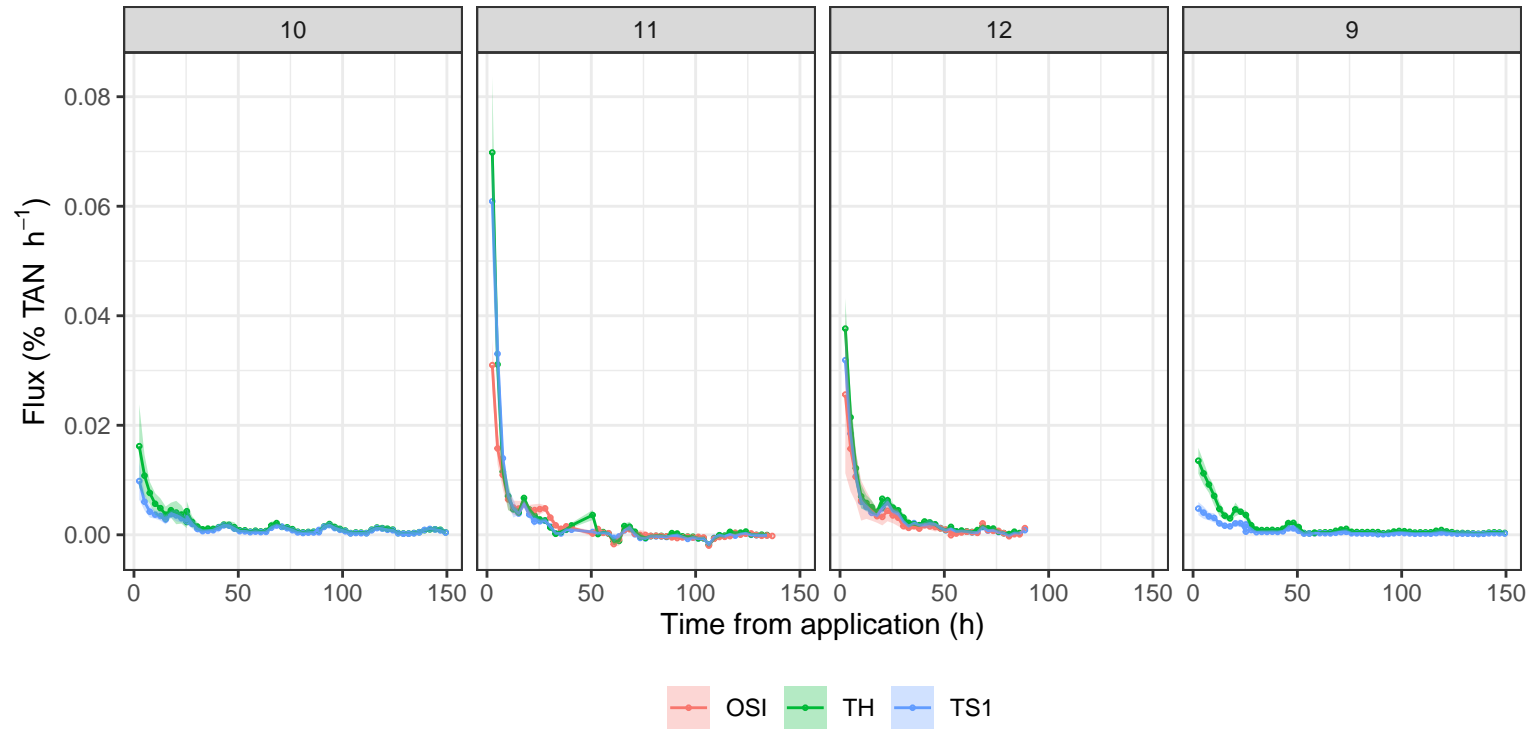 10 11 12 9
Flux (% TAN h⁻¹)
0.08
0.06
0.04
0.02
0.00
0 50 100 150 0 50 100 150 0 50 100 150 0 50 100 150
Time from application (h)
OSI TH TS1